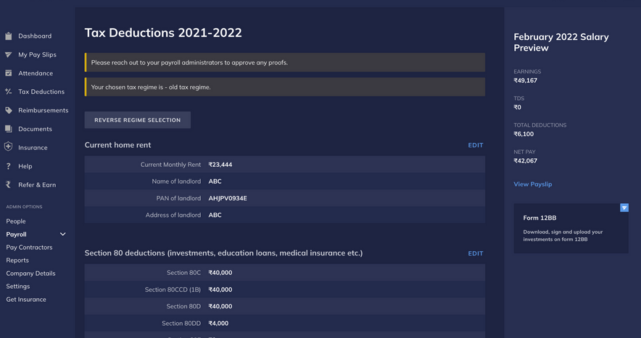 Dashboard
My Pay Slips
Attendance
Tax Deductions
Reimbursements
Documents
Insurance
Help
Refer & Earn
ADMIN OPTIONS
People
Payroll
Pay Contractors
Reports
Company Details
Settings
Get Insurance
Tax Deductions 2021-2022
Please reach out to your payroll administrators to approve any proofs.
Your chosen tax regime is - old tax regime.
REVERSE REGIME SELECTION
Current home rent EDIT
Current Monthly Rent ₹23,444
Name of landlord ABC
PAN of landlord AHJPV0934E
Address of landlord ABC
Section 80 deductions (investments, education loans, medical insurance etc.) EDIT
Section 80C ₹40,000
Section 80CCD (1B) ₹40,000
Section 80D ₹40,000
Section 80DD ₹4,000
February 2022 Salary
Preview
EARNINGS
₹49,167
TDS
₹0
TOTAL DEDUCTIONS
₹6,100
NET PAY
₹42,067
View Payslip
Form 12BB
Download, sign and upload your
investments on form 12BB